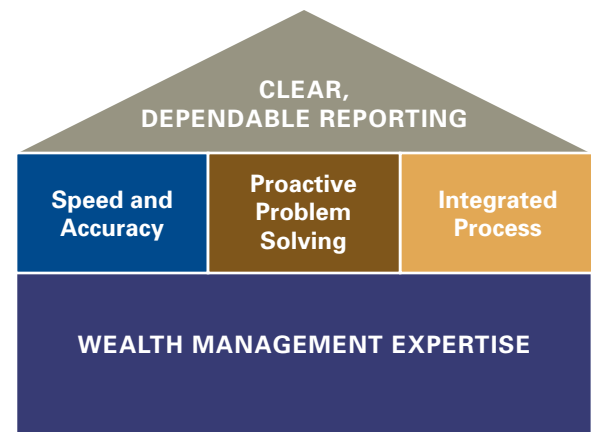 CLEAR,
DEPENDABLE REPORTING
Speed and
Accuracy
Proactive
Problem
Solving
Integrated
Process
WEALTH MANAGEMENT EXPERTISE